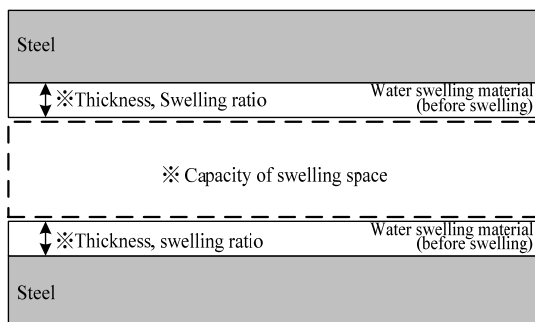 Steel
※Thickness, Swelling ratio
Water swelling material
(before swelling)
※ Capacity of swelling space
※Thickness, swelling ratio
Water swelling material
(before swelling)
Steel